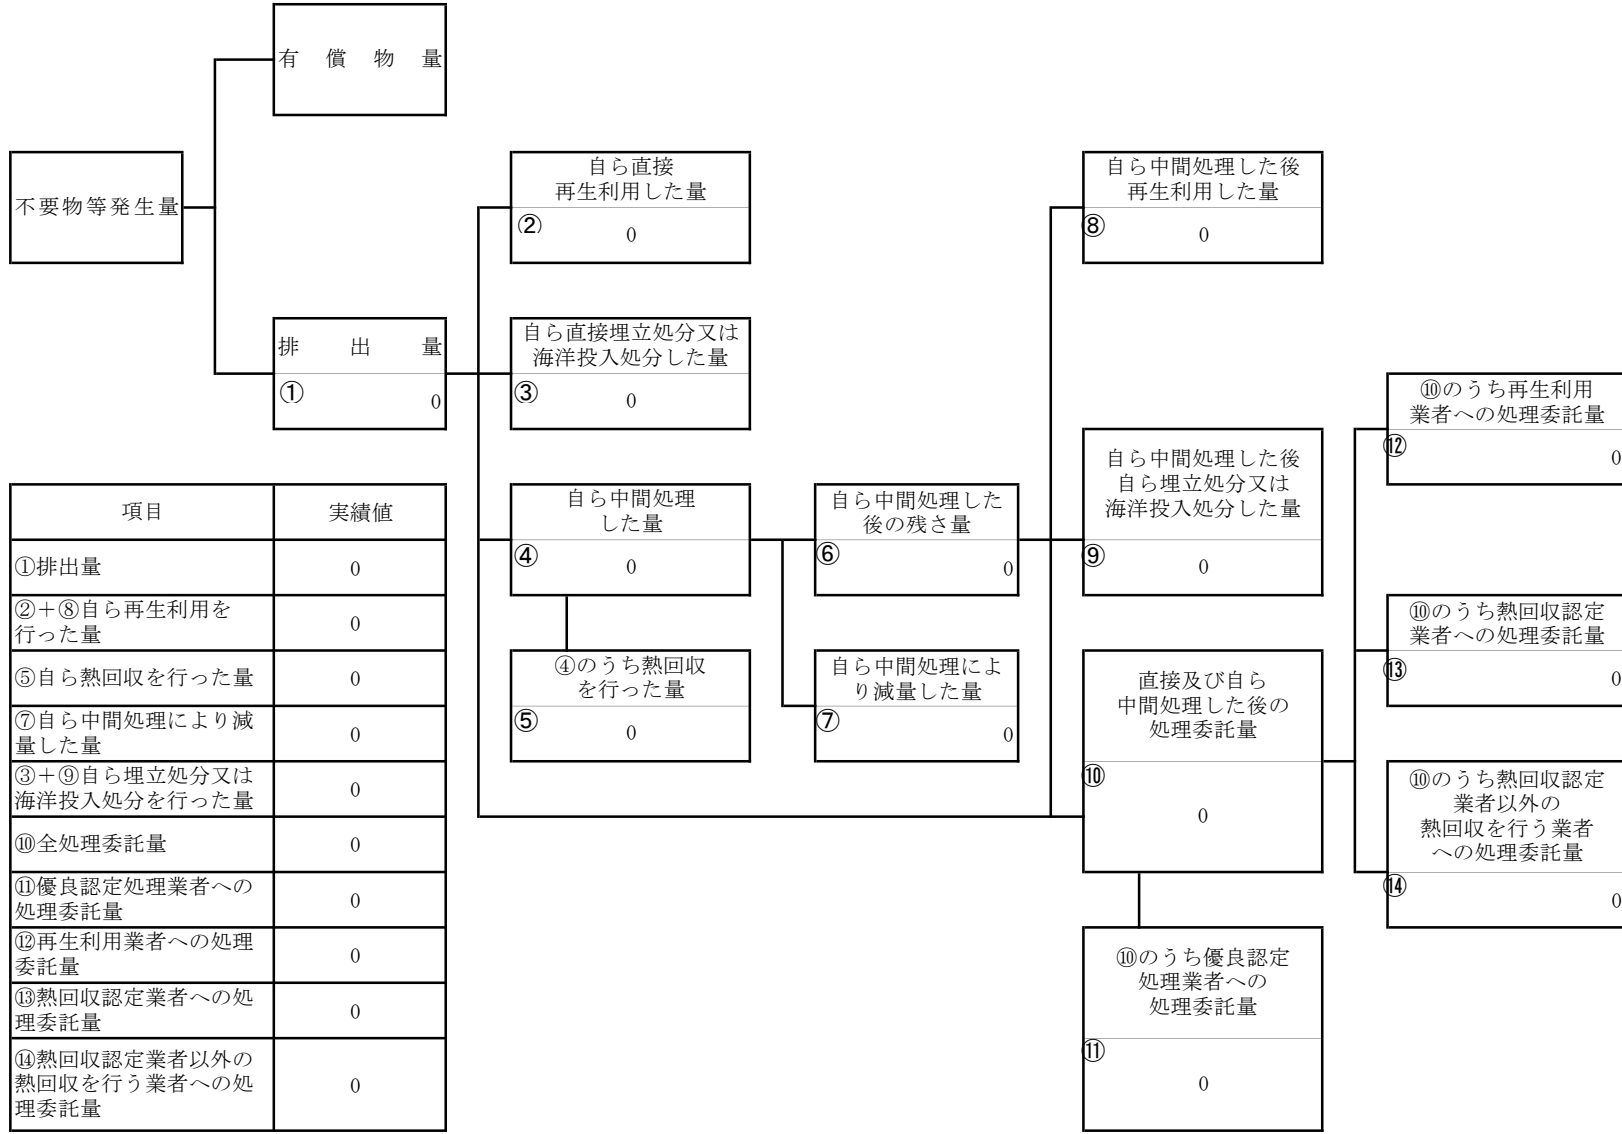 有償物量
不要物等発生量
排出量
①
0
自ら直接
再生利用した量
②
0
自ら直接埋立処分又は
海洋投入処分した量
③
0
自ら中間処理
した量
④
0
④のうち熱回収
を行った量
⑤
0
自ら中間処理した
後の残さ量
⑥
0
自ら中間処理によ
り減量した量
⑦
0
自ら中間処理した後
再生利用した量
⑧
0
自ら中間処理した後
自ら埋立処分又は
海洋投入処分した量
⑨
0
直接及び自ら
中間処理した後の
処理委託量
⑩
0
⑩のうち優良認定
処理業者への
処理委託量
⑪
0
⑩のうち再生利用
業者への処理委託量
⑫
0
⑩のうち熱回収認定
業者への処理委託量
⑬
0
⑩のうち熱回収認定
業者以外の
熱回収を行う業者
への処理委託量
⑭
0
項目 実績値
①排出量 0
②＋⑧自ら再生利用を
行った量 0
⑤自ら熱回収を行った量 0
⑦自ら中間処理により減
量した量 0
③＋⑨自ら埋立処分又は
海洋投入処分を行った量 0
⑩全処理委託量 0
⑪優良認定処理業者への
処理委託量 0
⑫再生利用業者への処理
委託量 0
⑬熱回収認定業者への処
理委託量 0
⑭熱回収認定業者以外の
熱回収を行う業者への処
理委託量 0